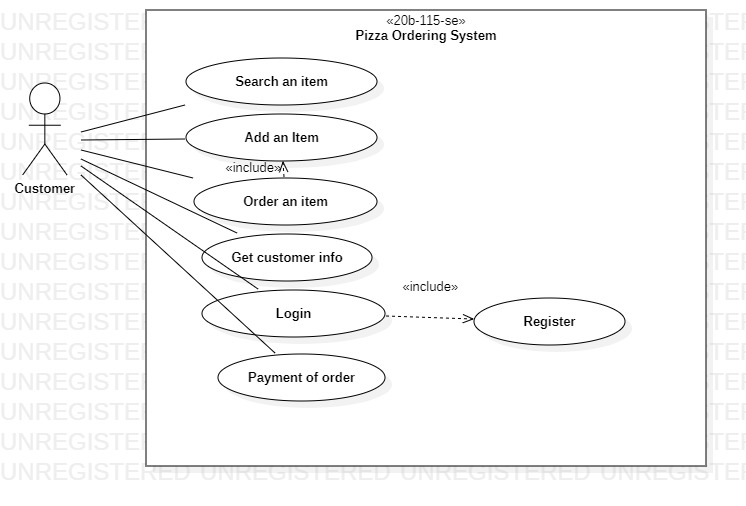 «20b-115-se»
Pizza Ordering System
Search an item
Add an Item
«include»
Customer
Order an item
Get customer info
«include»
Login
Register
Payment of order
UNREGISTERED UNREGISTERED UNREGISTERED UNREGISTERED